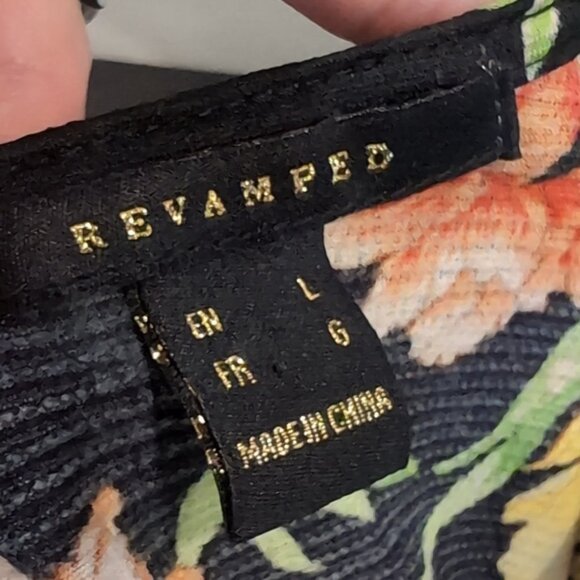 REVAMPED
EN L
FR G
MADE IN CHINA